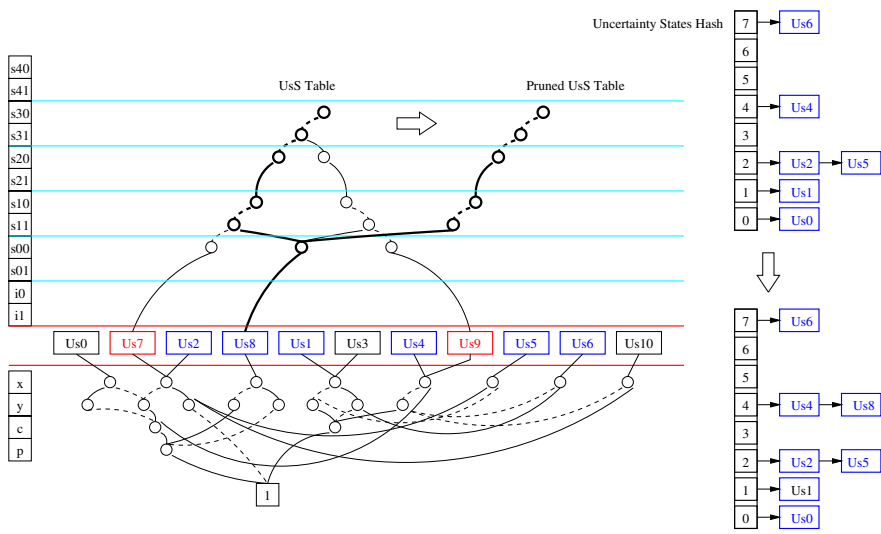 Uncertainty States Hash
7 Us6
6
5
4 Us4
3
2 Us2 Us5
1 Us1
0 Us0
UsS Table
Pruned UsS Table
s40
s41
s30
s31
s20
s21
s10
s11
s00
s01
i0
i1
Us0 Us7 Us2 Us8 Us1 Us3 Us4 Us9 Us5 Us6 Us10
x
y
c
p
1
7 Us6
6
5
4 Us4 Us8
3
2 Us2 Us5
1 Us1
0 Us0